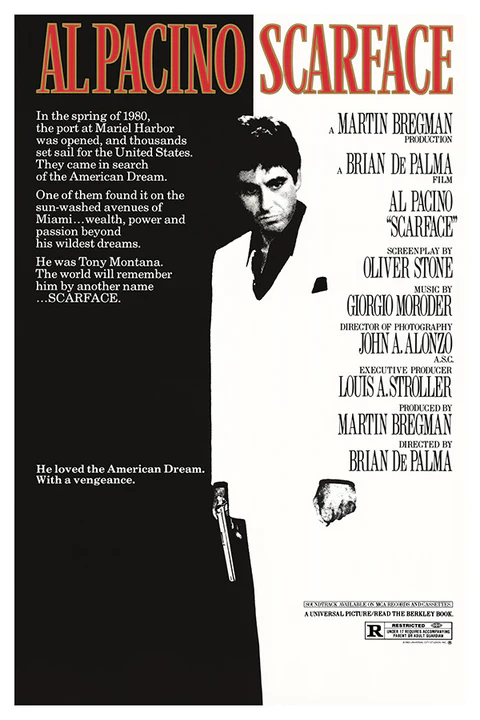 AL PACINO SCARFACE
In the spring of 1980,
the port at Mariel Harbor
was opened, and thousands
set sail for the United States.
They came in search
of the American Dream.
One of them found it on the
sun-washed avenues of
Miami...wealth, power and
passion beyond
his wildest dreams.
He was Tony Montana.
The world will remember
him by another name
...SCARFACE.
He loved the American Dream.
With a vengeance.
A MARTIN BREGMAN
PRODUCTION
A BRIAN DE PALMA
FILM
AL PACINO
"SCARFACE"
SCREENPLAY BY
OLIVER STONE
MUSIC BY
GIORGIO MORODER
DIRECTOR OF PHOTOGRAPHY
JOHN A. ALONZO
A.S.C.
EXECUTIVE PRODUCER
LOUIS A. STROLLER
PRODUCED BY
MARTIN BREGMAN
DIRECTED BY
BRIAN DE PALMA
SOUNDTRACK AVAILABLE ON MCA RECORDS AND CASSETTES
A UNIVERSAL PICTURE/READ THE BERKLEY BOOK.
R RESTRICTED
UNDER 17 REQUIRES ACCOMPANYING
PARENT OR ADULT GUARDIAN